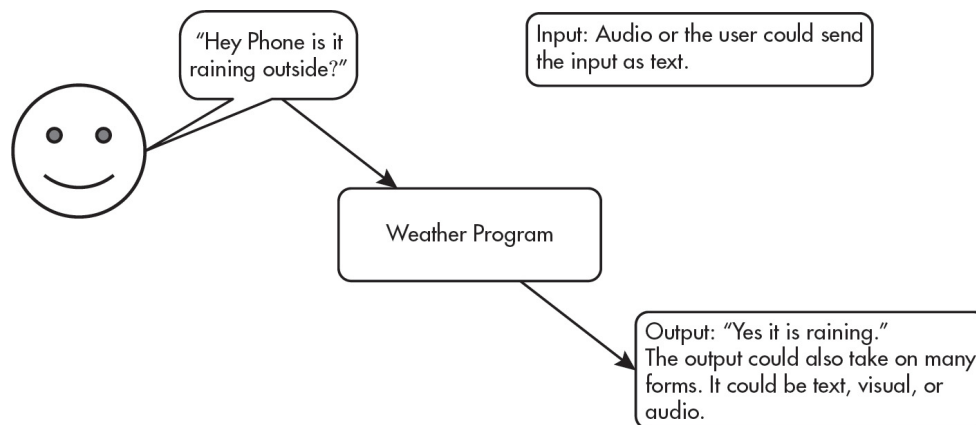 “Hey Phone is it
raining outside?”
Input: Audio or the user could send
the input as text.
Weather Program
Output: “Yes it is raining.”
The output could also take on many
forms. It could be text, visual, or
audio.